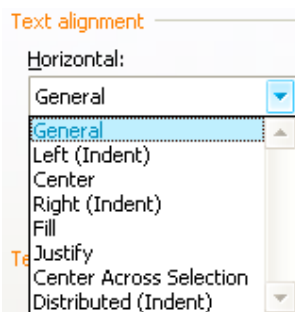 Text alignment
Horizontal:
General
General
Left (Indent)
Center
Right (Indent)
Fill
Justify
Center Across Selection
Distributed (Indent)